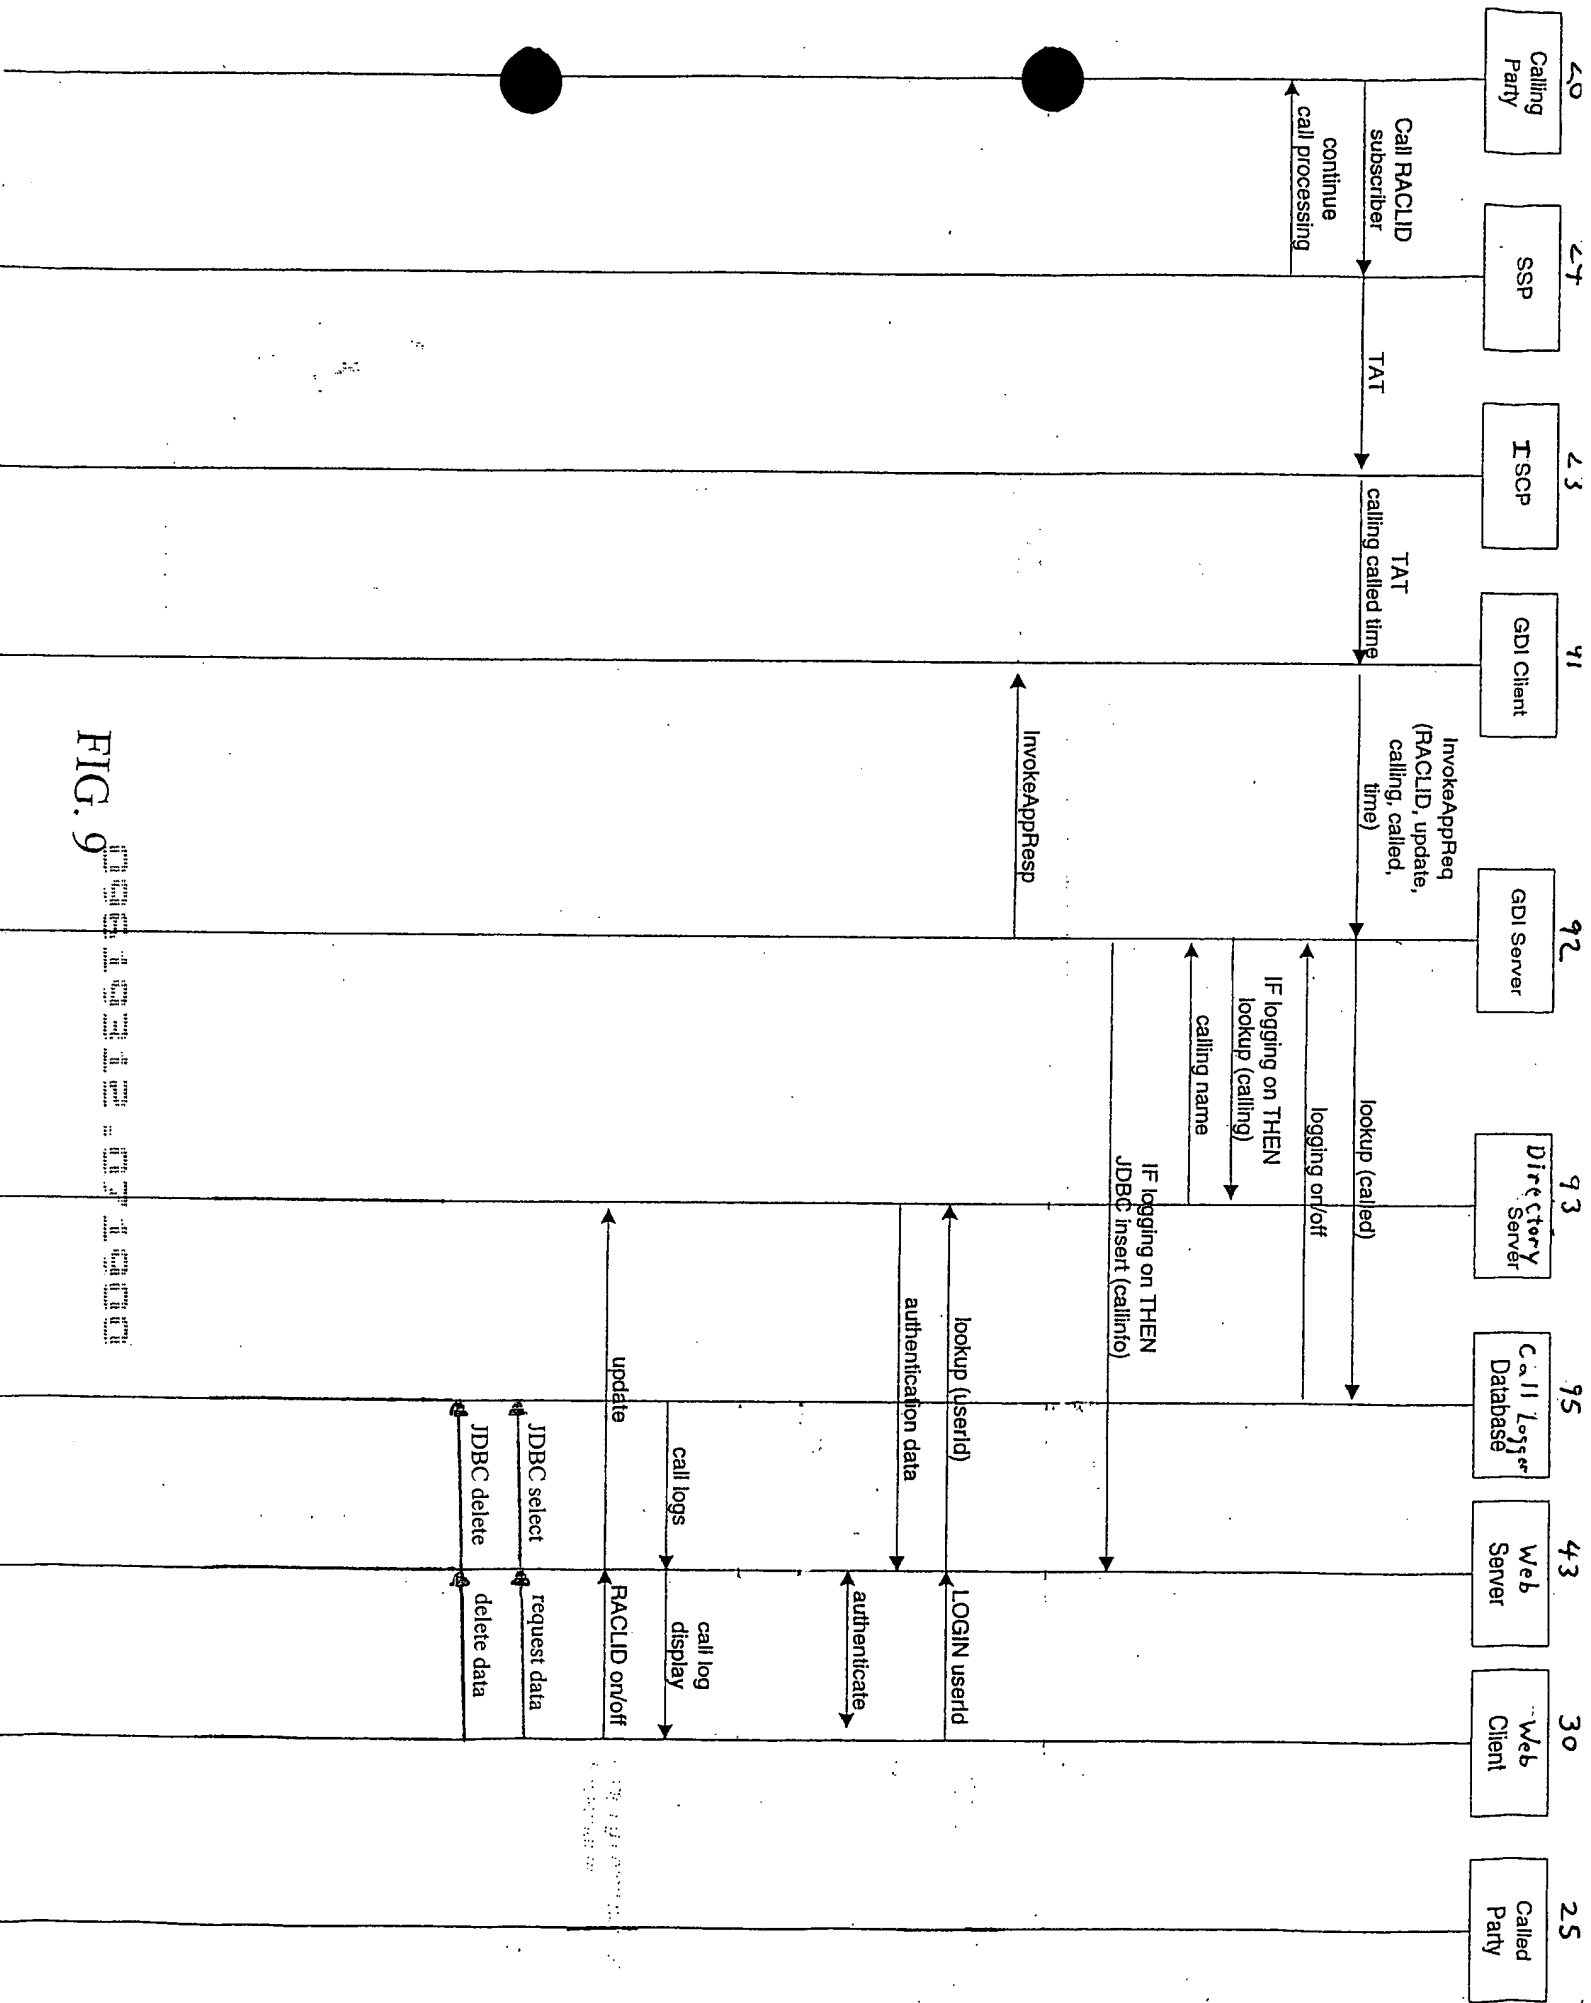 20
24
23
91
92
93
95
43
30
25
Calling
Party
SSP
ISCP
GDI Client
GDI Server
Directory
Server
Call Logger
Database
Web
Server
Web
Client
Called
Party
Call RACLID
subscriber
continue
call processing
TAT
TAT
calling called time
InvokeAppReq
(RACLID, update,
calling, called,
time)
lookup (called)
logging on/off
IF logging on THEN
lookup (calling)
calling name
IF logging on THEN
JDBC insert (callinfo)
InvokeAppResp
LOGIN userId
lookup (userId)
authentication data
authenticate
call logs
call log
display
RACLID on/off
update
request data
JDBC select
delete data
JDBC delete
FIG. 9
09619312.071900